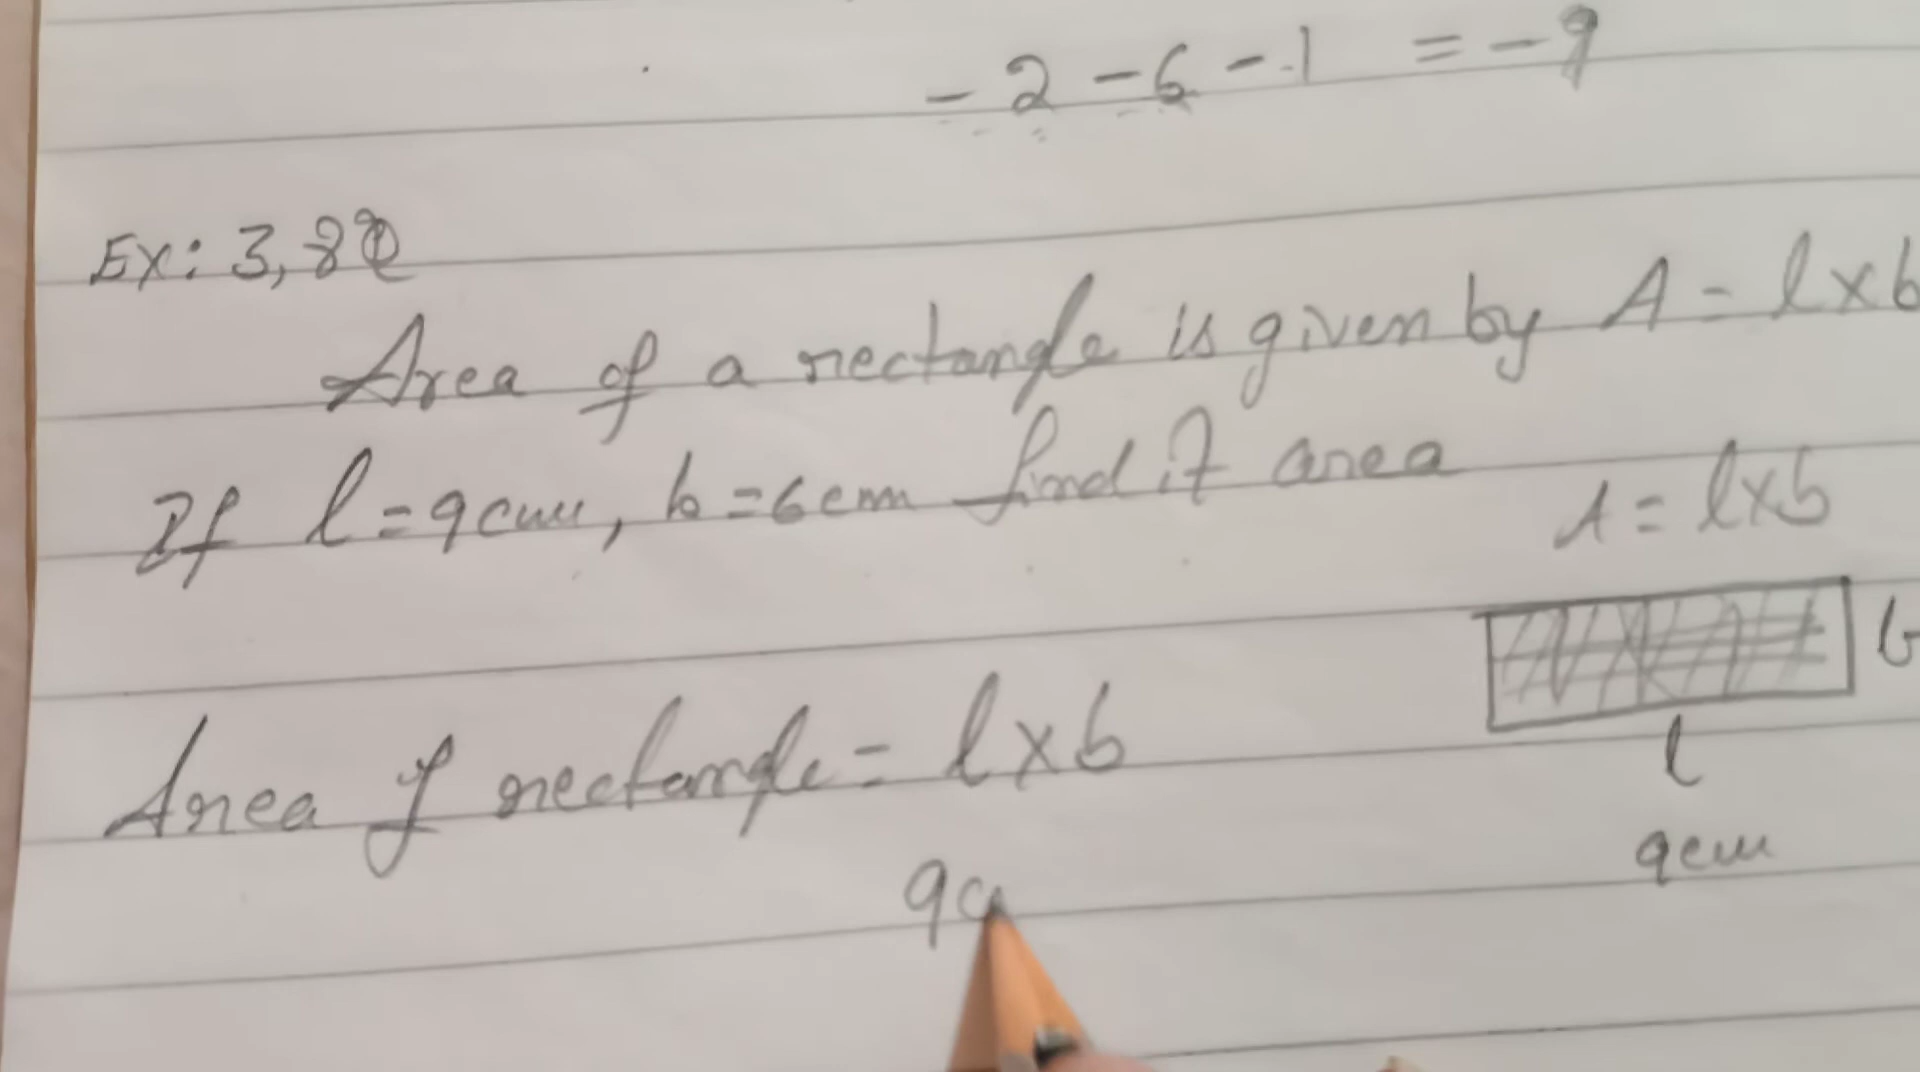 - 2 - 6 - 1 = - 9
Ex: 3, 8
Area of a rectangle is given by A = l x b
If l = 9cm, b = 6cm find it area
A = l x b
b
Area of rectangle = l x b
l
9cm
9c